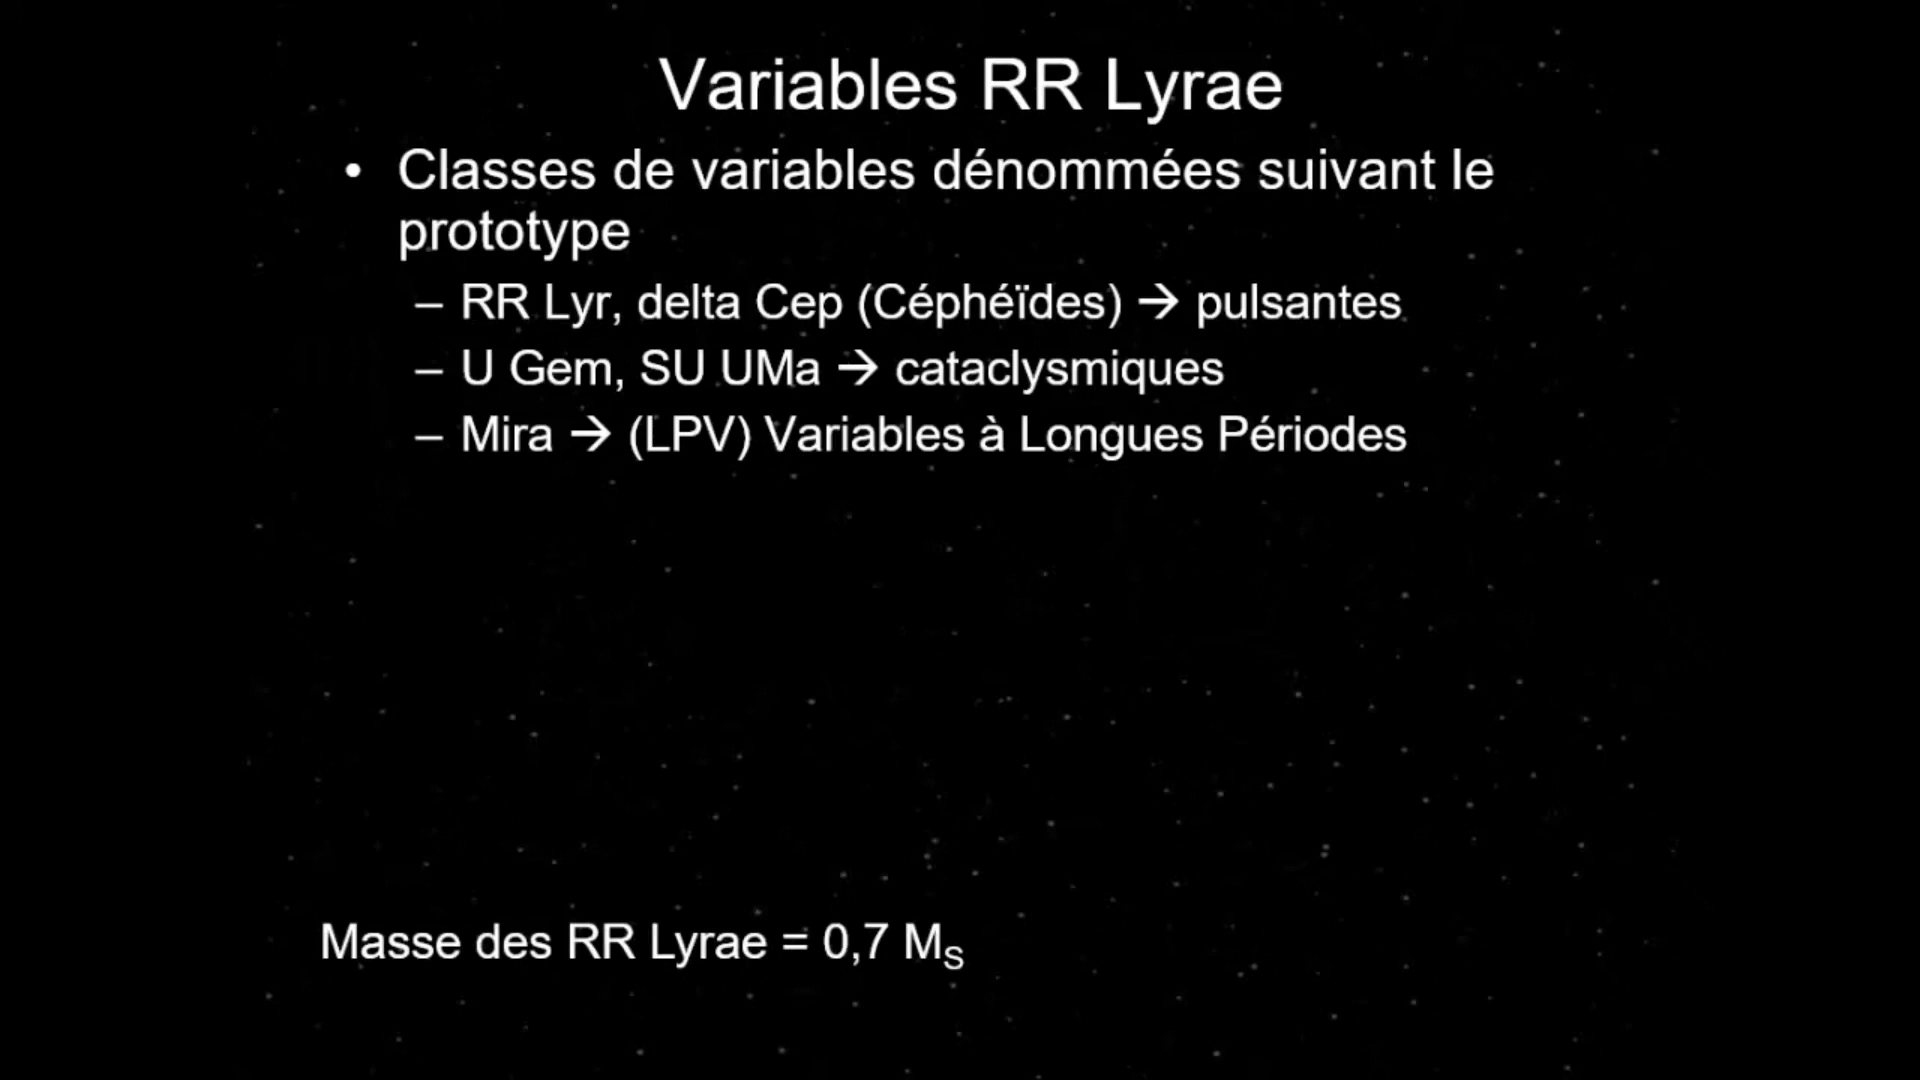 Variables RR Lyrae
• Classes de variables dénommées suivant le
prototype
– RR Lyr, delta Cep (Céphéïdes) → pulsantes
– U Gem, SU UMa → cataclysmiques
– Mira → (LPV) Variables à Longues Périodes
Masse des RR Lyrae = 0,7 M_S